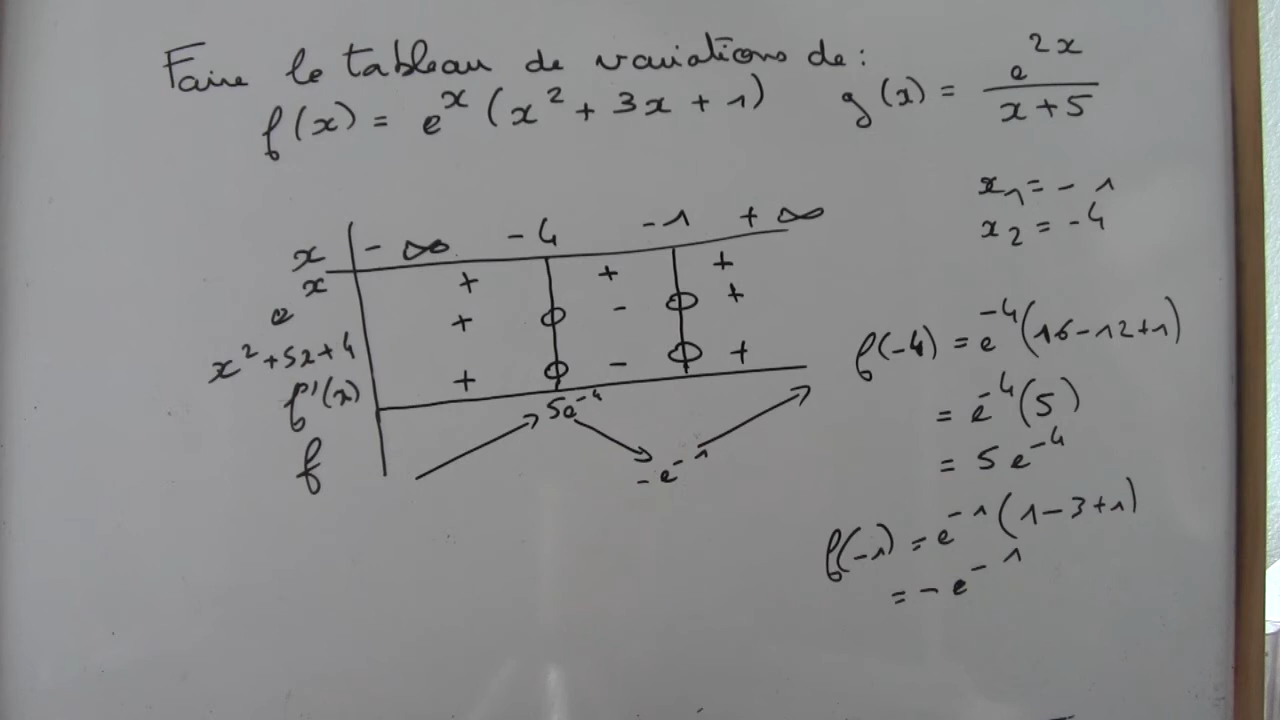 Faire le tableau de variations de :
f(x) = e^x (x² + 3x + 1) g(x) = e^{2x} / (x+5)
x₁ = - 1
x₂ = - 4
x | - ∞ - 4 - 1 + ∞
e^x + + +
x² + 5x + 4 + 0 - 0 +
f'(x) + 0 - 0 +
f 5e⁻⁴ - e⁻¹
f(-4) = e⁻⁴(16 - 12 + 1)
= e⁻⁴(5)
= 5 e⁻⁴
f(-1) = e⁻¹(1 - 3 + 1)
= - e⁻¹